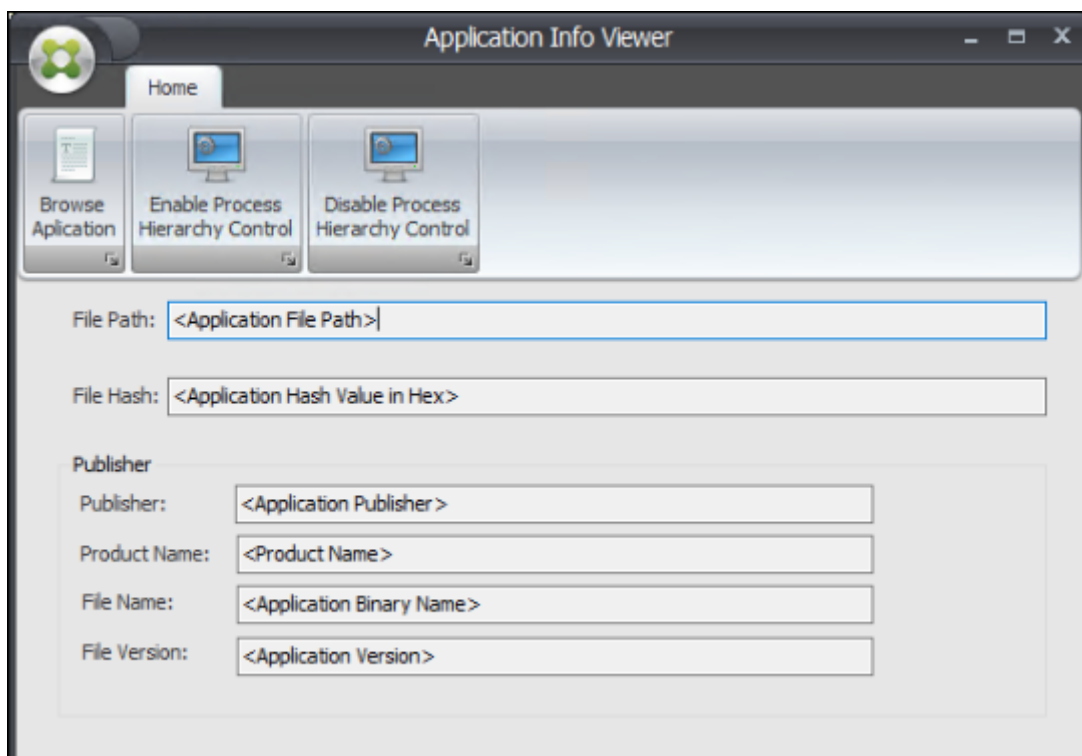 Application Info Viewer
Home
Browse
Aplication
Enable Process
Hierarchy Control
Disable Process
Hierarchy Control
File Path: <Application File Path>
File Hash: <Application Hash Value in Hex>
Publisher
Publisher: <Application Publisher>
Product Name: <Product Name>
File Name: <Application Binary Name>
File Version: <Application Version>